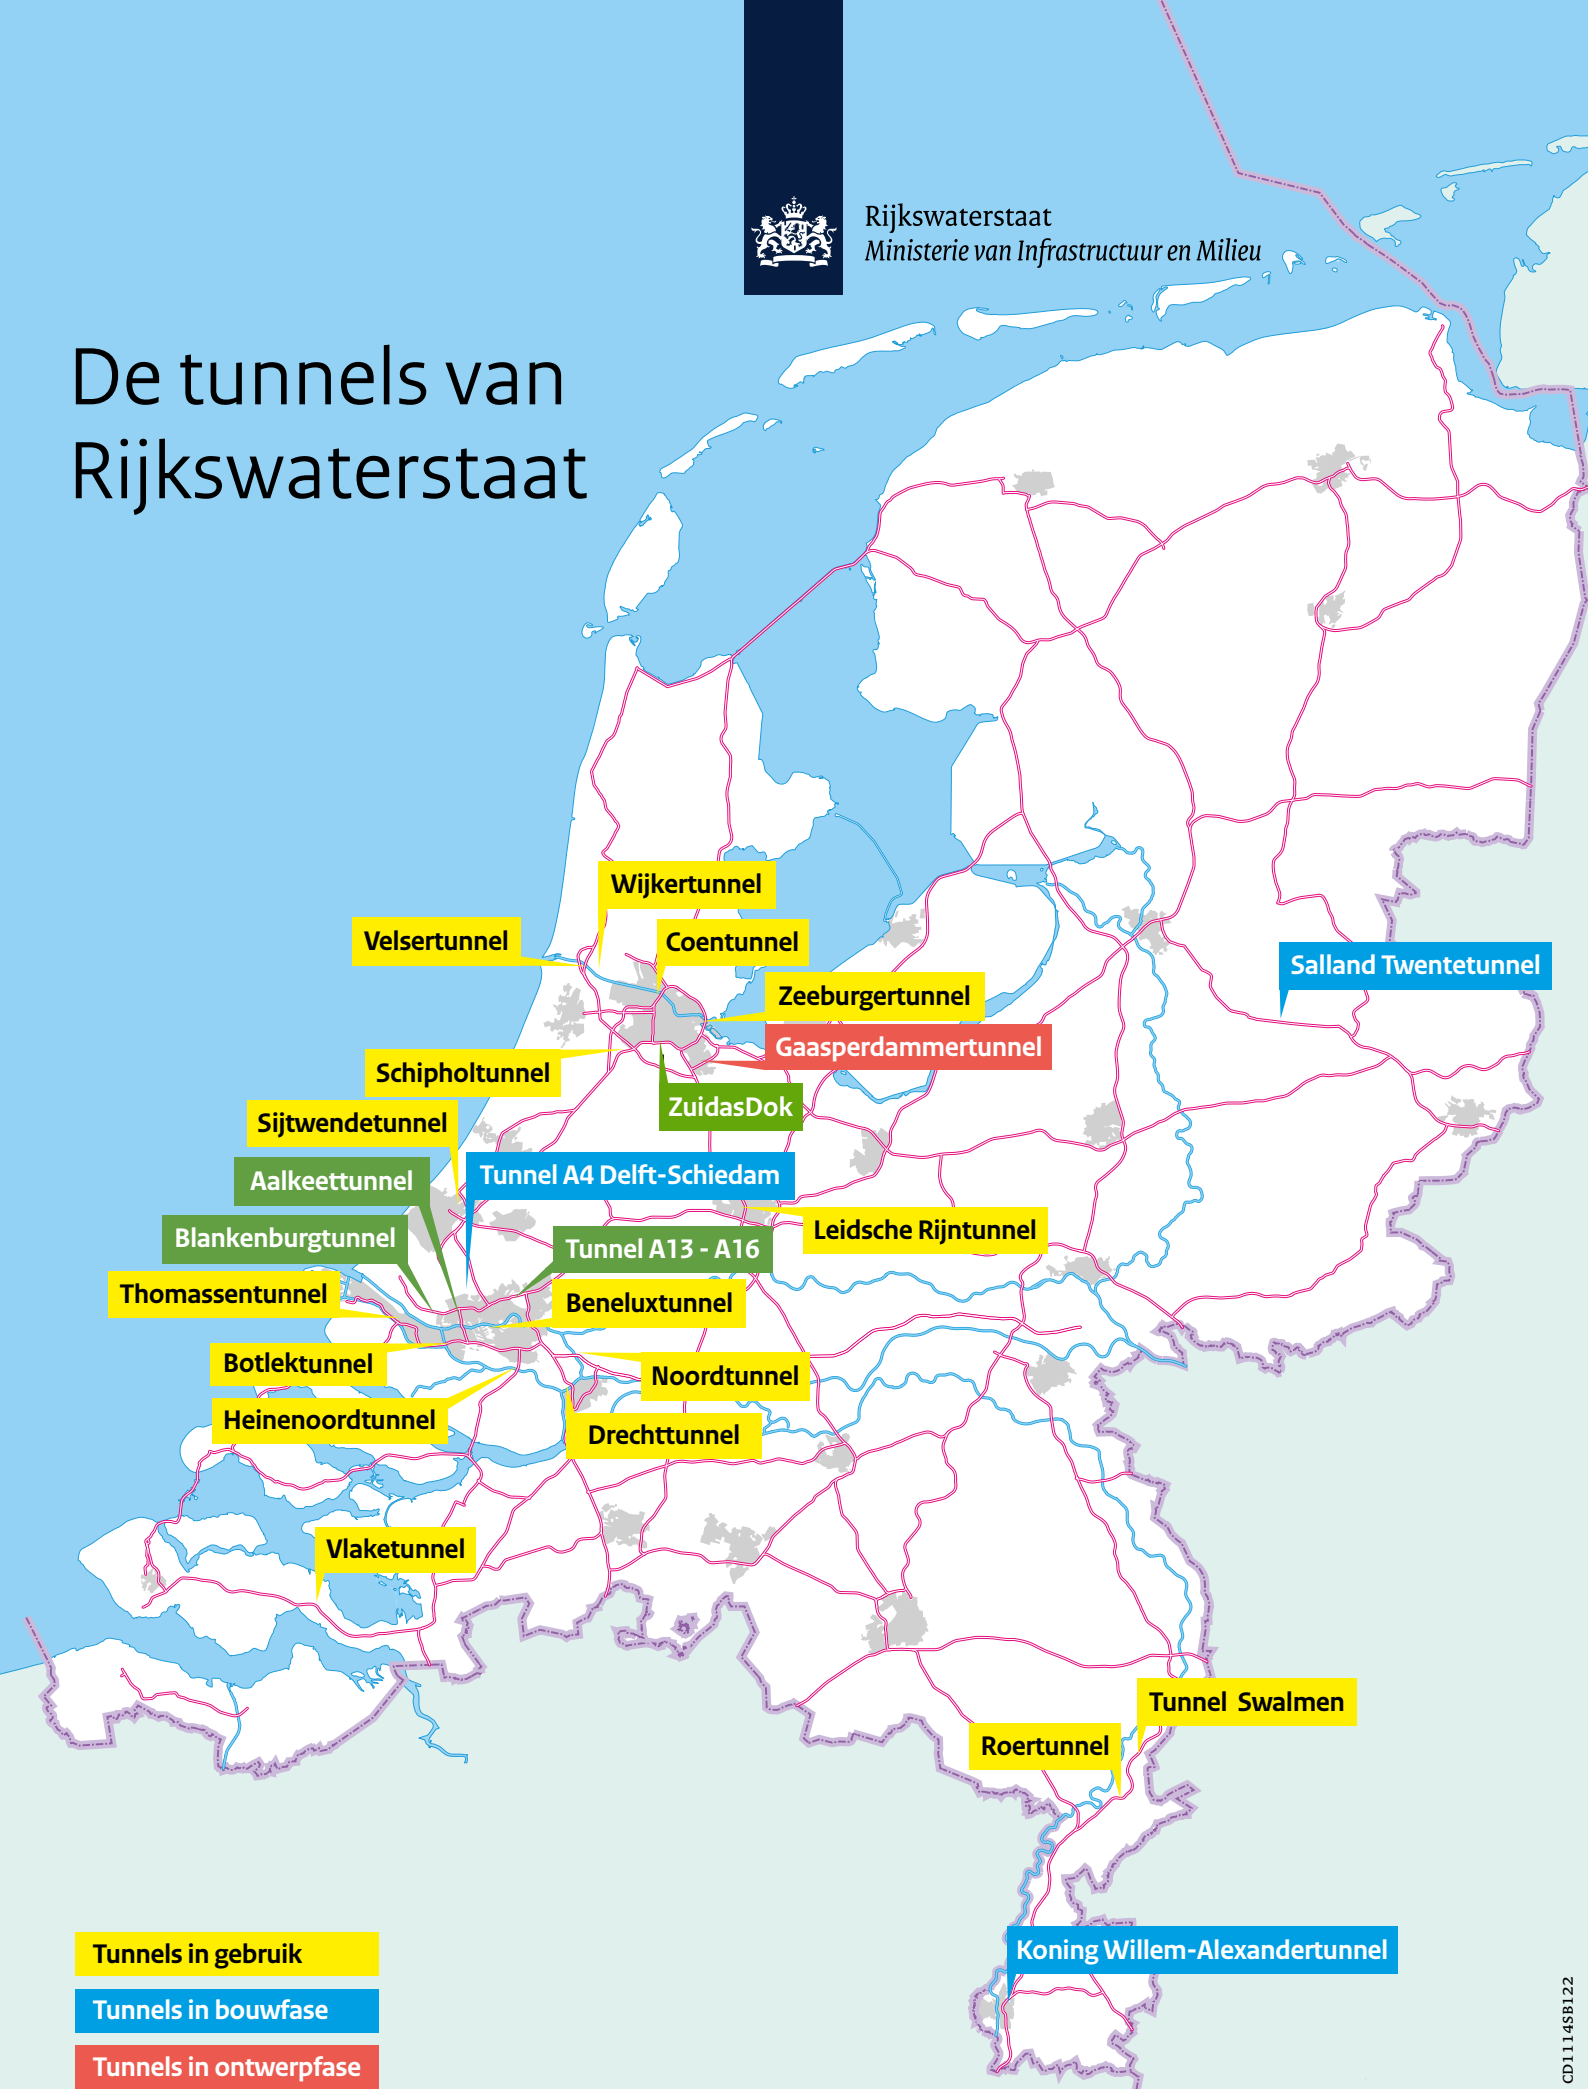 Rijkswaterstaat
Ministerie van Infrastructuur en Milieu
De tunnels van
Rijkswaterstaat
Wijkertunnel
Velsertunnel
Coentunnel
Salland Twentetunnel
Zeeburgertunnel
Gaasperdammertunnel
Schipholtunnel
ZuidasDok
Sijtwendetunnel
Aalkeettunnel
Tunnel A4 Delft-Schiedam
Leidsche Rijntunnel
Blankenburgtunnel
Tunnel A13 - A16
Thomassentunnel
Beneluxtunnel
Botlektunnel
Noordtunnel
Heinenoordtunnel
Drechttunnel
Vlaketunnel
Tunnel Swalmen
Roertunnel
Koning Willem-Alexandertunnel
Tunnels in gebruik
Tunnels in bouwfase
Tunnels in ontwerpfase
CD1114SB122